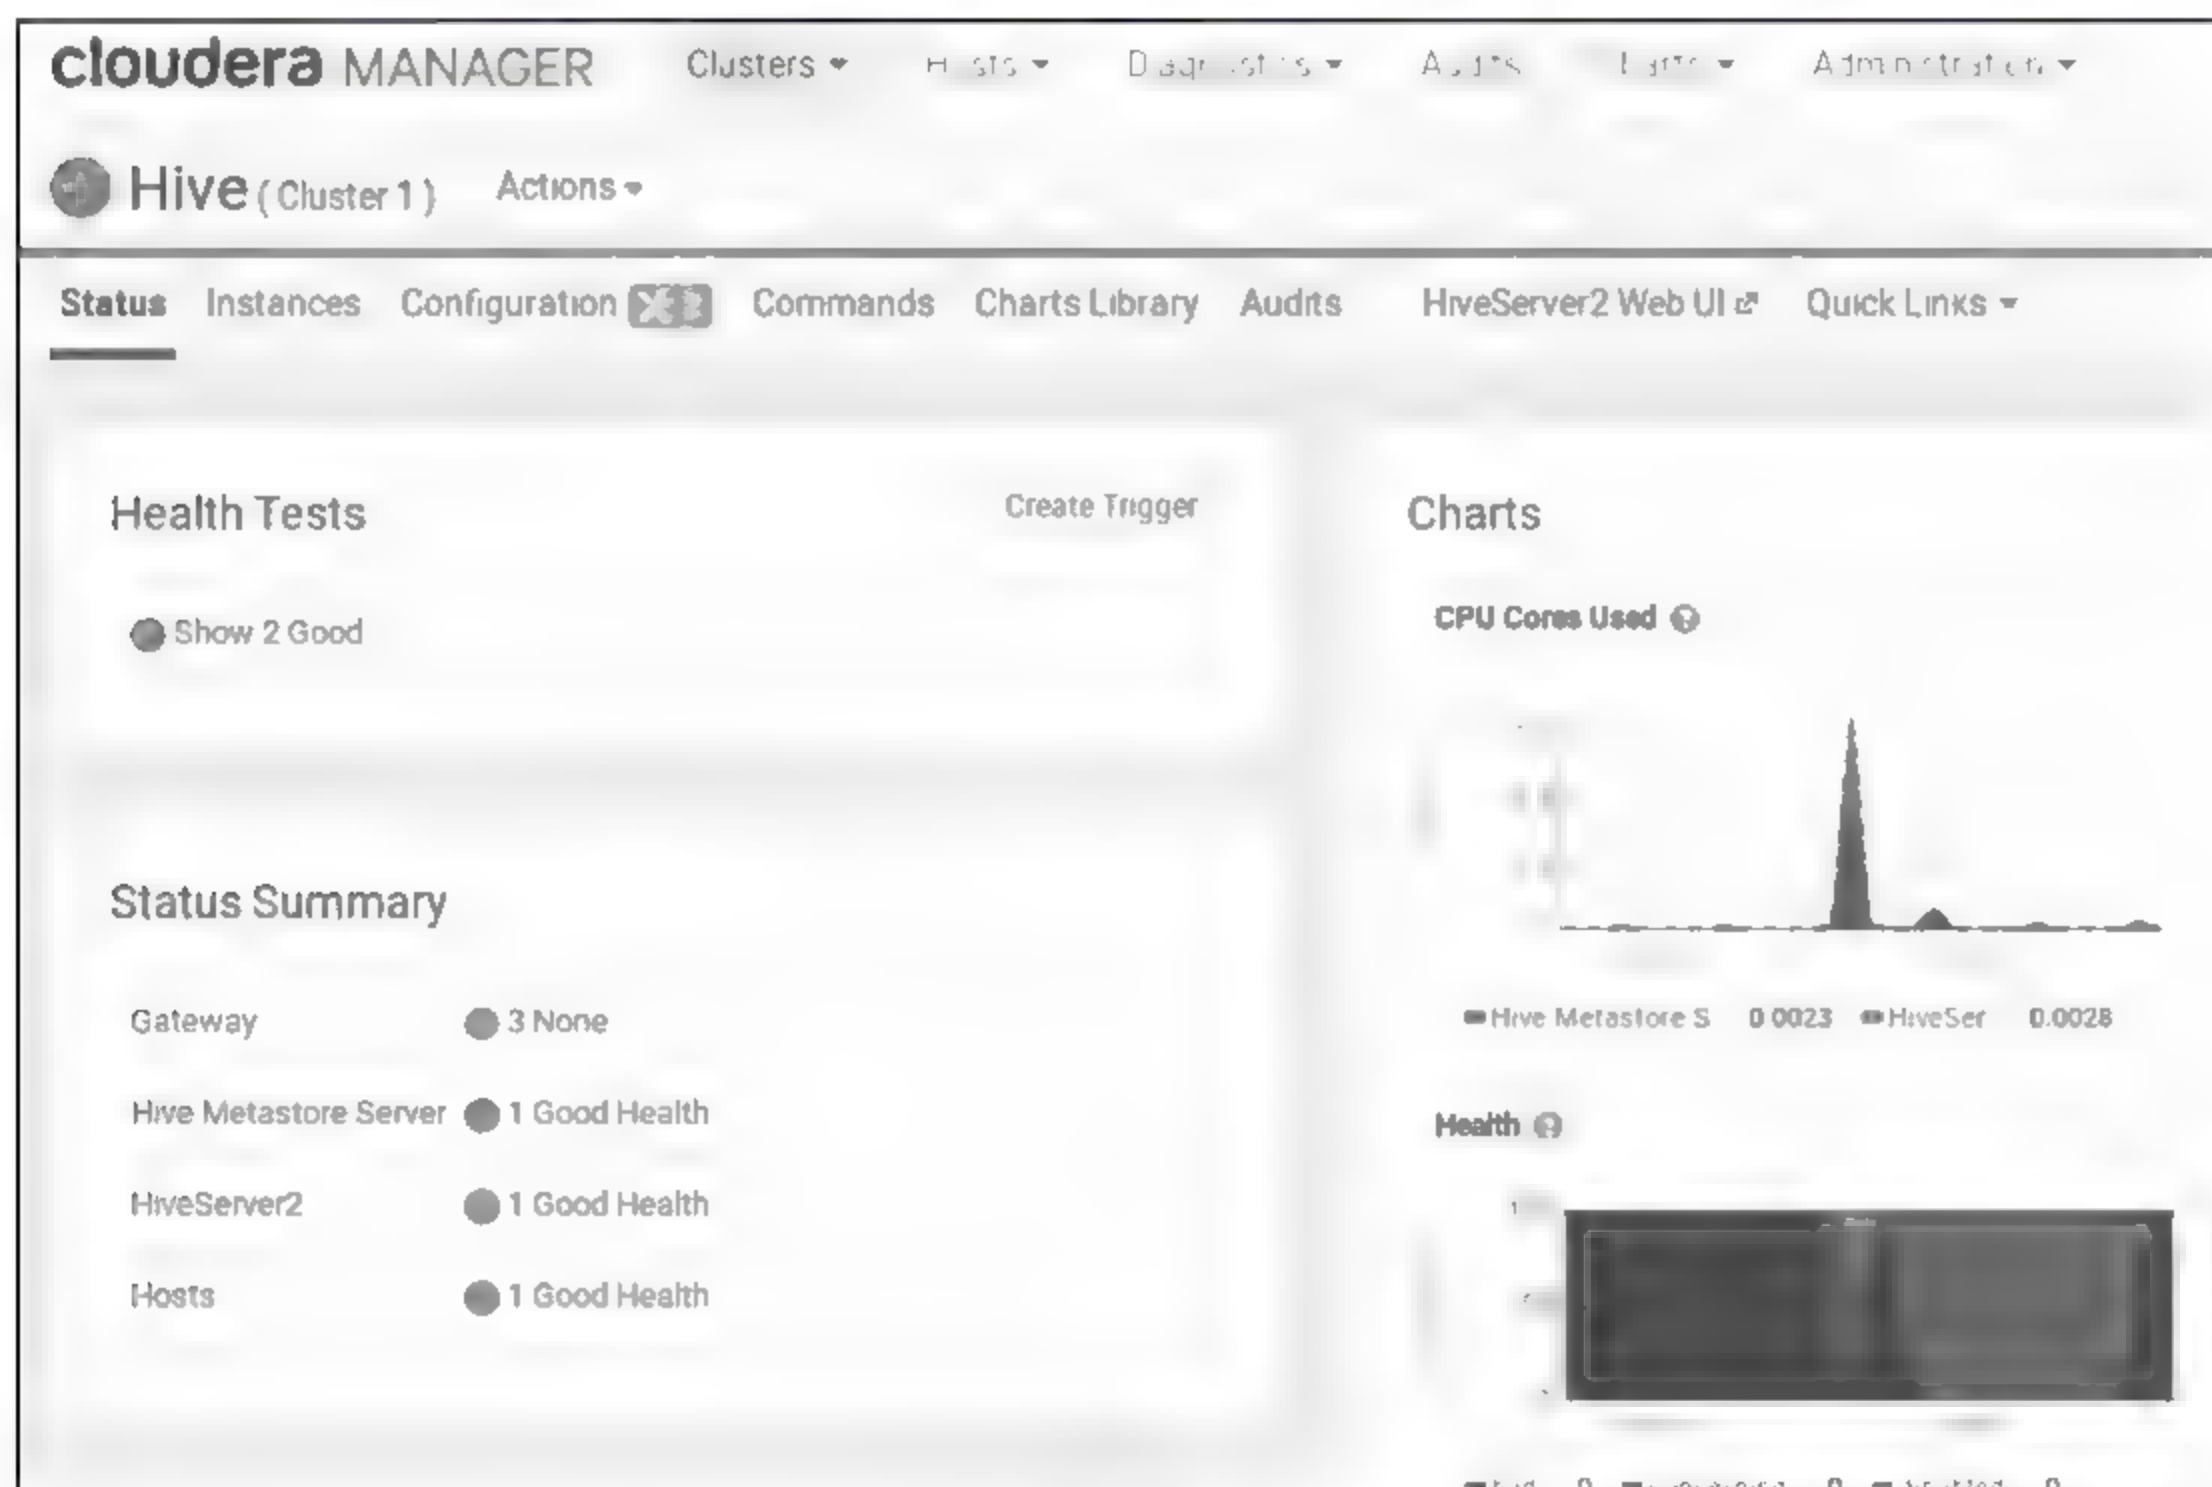 cloudera MANAGER Clusters Administration
Hive ( Cluster 1 ) Actions
Status Instances Configuration Commands Charts Library Audits HiveServer2 Web UI Quick Links
Health Tests Create Trigger
Show 2 Good
Status Summary
Gateway 3 None
Hive Metastore Server 1 Good Health
HiveServer2 1 Good Health
Hosts 1 Good Health
Charts
CPU Cores Used
Hive Metastore S 0.0023 HiveSer 0.0028
Health